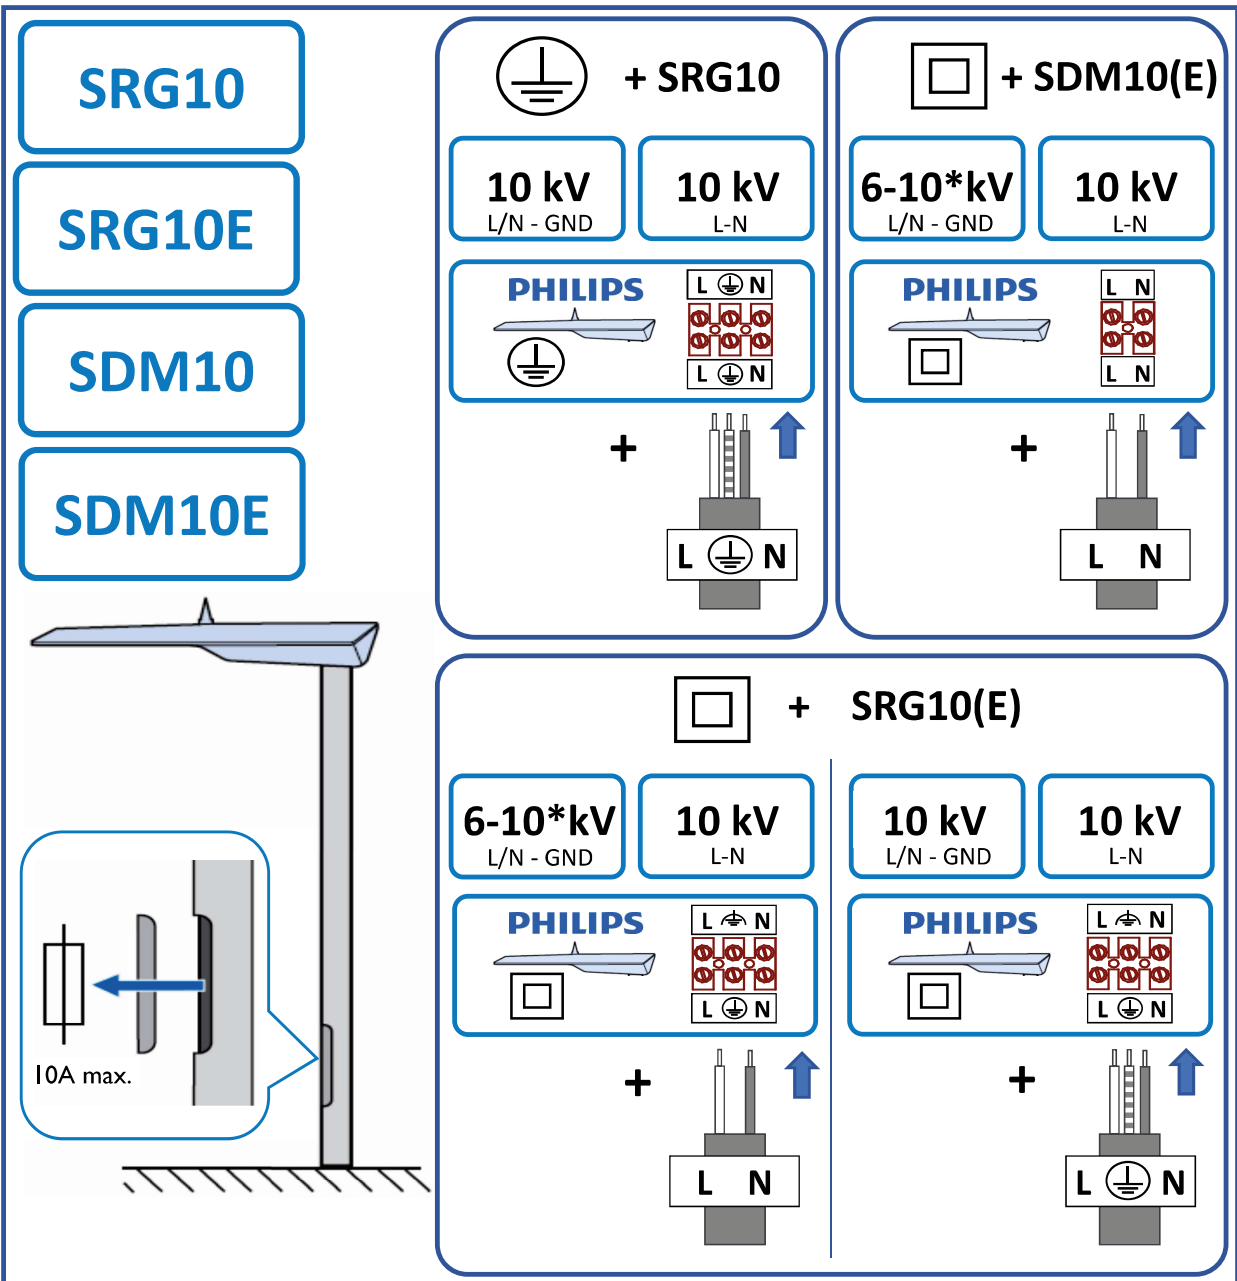 SRG10
SRG10E
SDM10
SDM10E
10A max.
+ SRG10
10 kV
L/N - GND
10 kV
L-N
PHILIPS
L N
L N
+
L N
+ SDM10(E)
6-10*kV
L/N - GND
10 kV
L-N
PHILIPS
L N
L N
+
L N
+ SRG10(E)
6-10*kV
L/N - GND
10 kV
L-N
PHILIPS
L N
L N
+
L N
10 kV
L/N - GND
10 kV
L-N
PHILIPS
L N
L N
+
L N